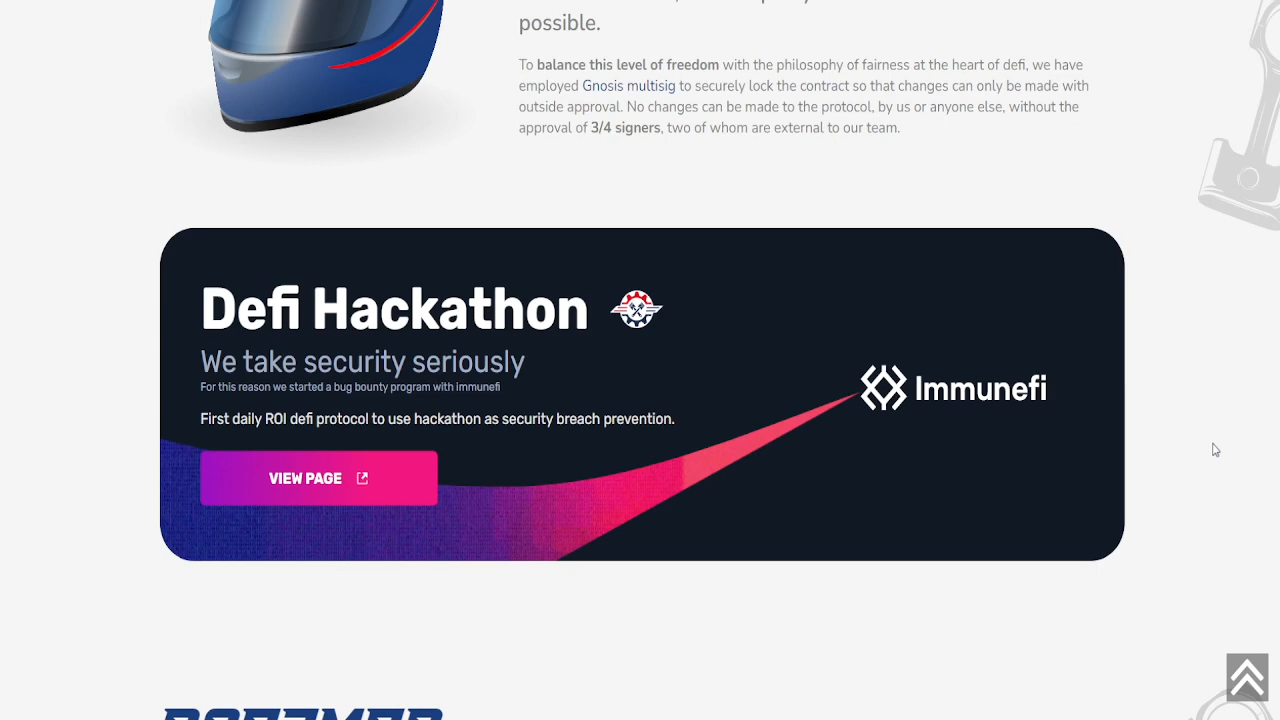 possible.
To balance this level of freedom with the philosophy of fairness at the heart of defi, we have
employed Gnosis multisig to securely lock the contract so that changes can only be made with
outside approval. No changes can be made to the protocol, by us or anyone else, without the
approval of 3/4 signers, two of whom are external to our team.
Defi Hackathon
We take security seriously
For this reason we started a bug bounty program with immunefi
First daily ROI defi protocol to use hackathon as security breach prevention.
VIEW PAGE
Immunefi